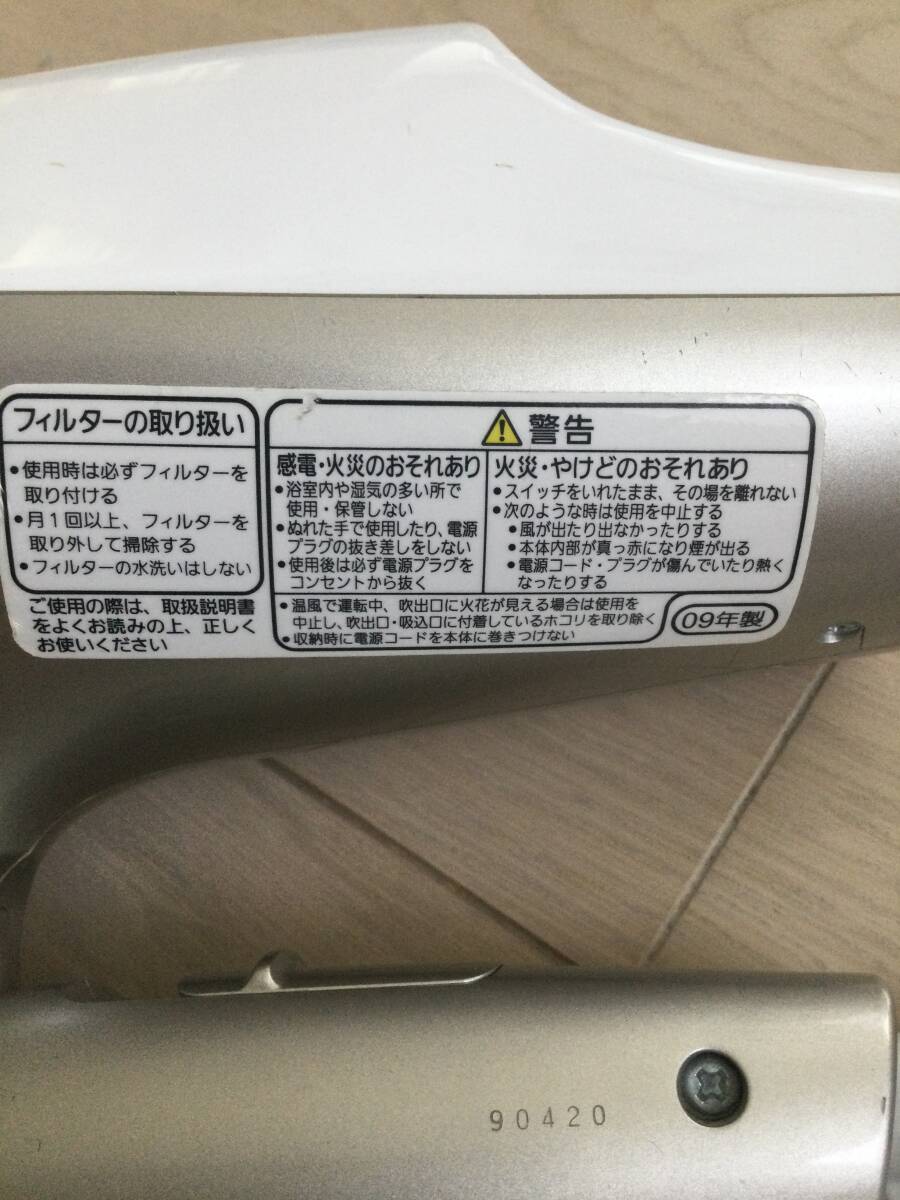 フィルターの取り扱い
•使用時は必ずフィルターを
取り付ける
•月1回以上、フィルターを
取り外して掃除する
•フィルターの水洗いはしない
ご使用の際は、取扱説明書
をよくお読みの上、正しく
お使いください
警告
感電・火災のおそれあり
•浴室内や湿気の多い所で
使用・保管しない
•ぬれた手で使用したり、電源
プラグの抜き差しをしない
•使用後は必ず電源プラグを
コンセントから抜く
火災・やけどのおそれあり
•スイッチをいれたまま、その場を離れない
•次のような時は使用を中止する
•風が出たり出なかったりする
•本体内部が真っ赤になり煙が出る
•電源コード・プラグが傷んでいたり熱く
なったりする
•温風で運転中、吹出口に火花が見える場合は使用を
中止し、吹出口・吸込口に付着しているホコリを取り除く
•収納時に電源コードを本体に巻きつけない
09年製
90420